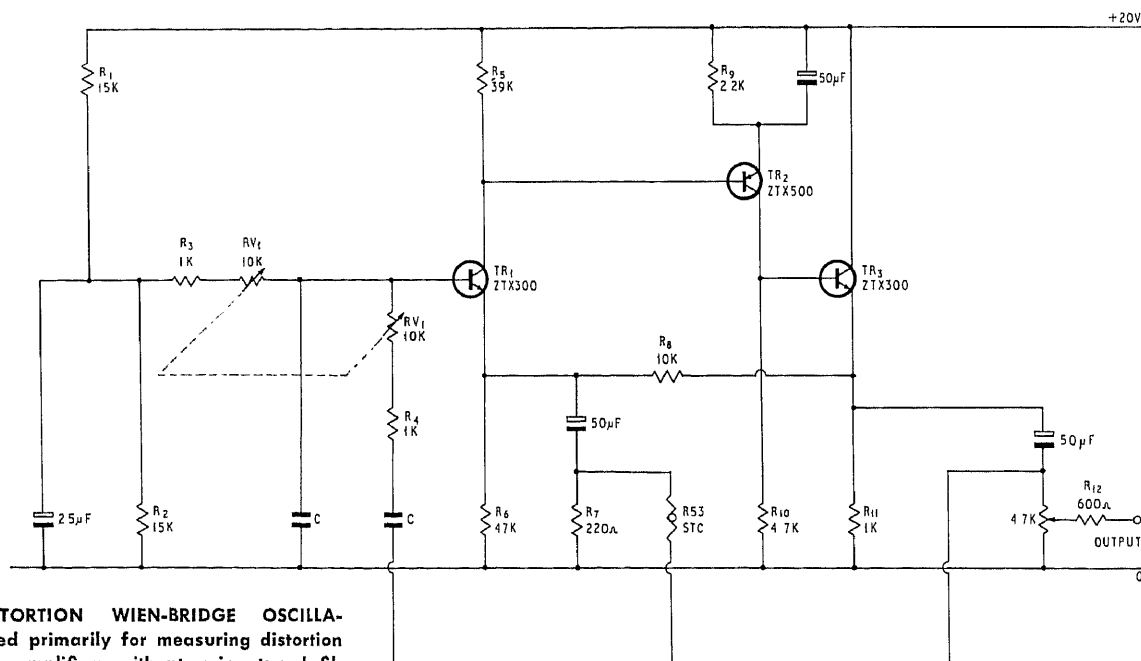 +20V
R1
15K
R5
39K
R9
2.2K
50µF
TR2
ZTX500
R3
1K
RV1
10K
TR1
ZTX300
TR3
ZTX300
RV1
10K
R8
10K
R4
1K
50µF
50µF
25µF
R2
15K
C
C
R6
47K
R7
220Ω
R53
STC
R10
4.7K
R11
1K
4.7K
R12
600Ω
OUTPUT
TORTION WIEN-BRIDGE OSCILLA-
ed primarily for measuring distortion